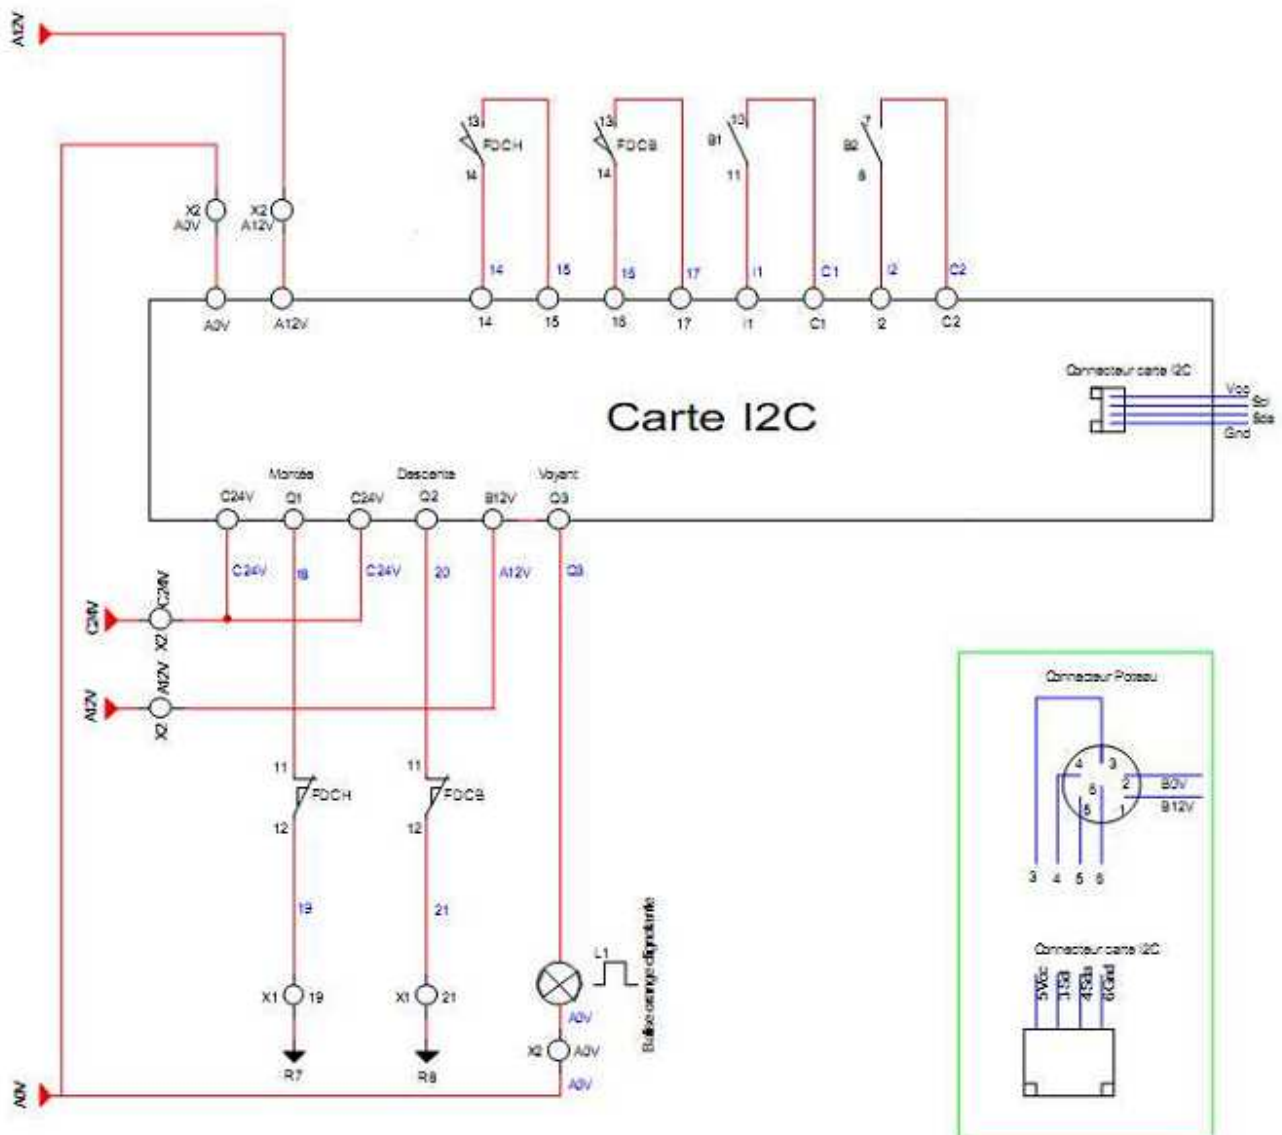 A12V
13
FDCH
14
13
FDCB
14
10
B1
11
7
B2
8
X2
A0V
X2
A12V
14
15
16
17
I1
C1
I2
C2
A0V
A12V
14
15
16
17
I1
C1
I2
C2
Connecteur carte I2C
Vcc
Scl
Sda
Gnd
Carte I2C
Montée
Descente
Voyant
C24V
Q1
C24V
Q2
B12V
Q3
C24V
18
C24V
20
A12V
Q3
C24V
X2
C24V
A12V
X2
A12V
11
FDCH
12
11
FDCB
12
19
21
X1
19
X1
21
R7
R8
L1
Balise orange clignotante
A0V
X2
A0V
A0V
A0V
Connecteur Poteau
4
3
6
2
5
1
B0V
B12V
3
4
5
6
Connecteur carte I2C
5Vcc
3Scl
4Sda
6Gnd